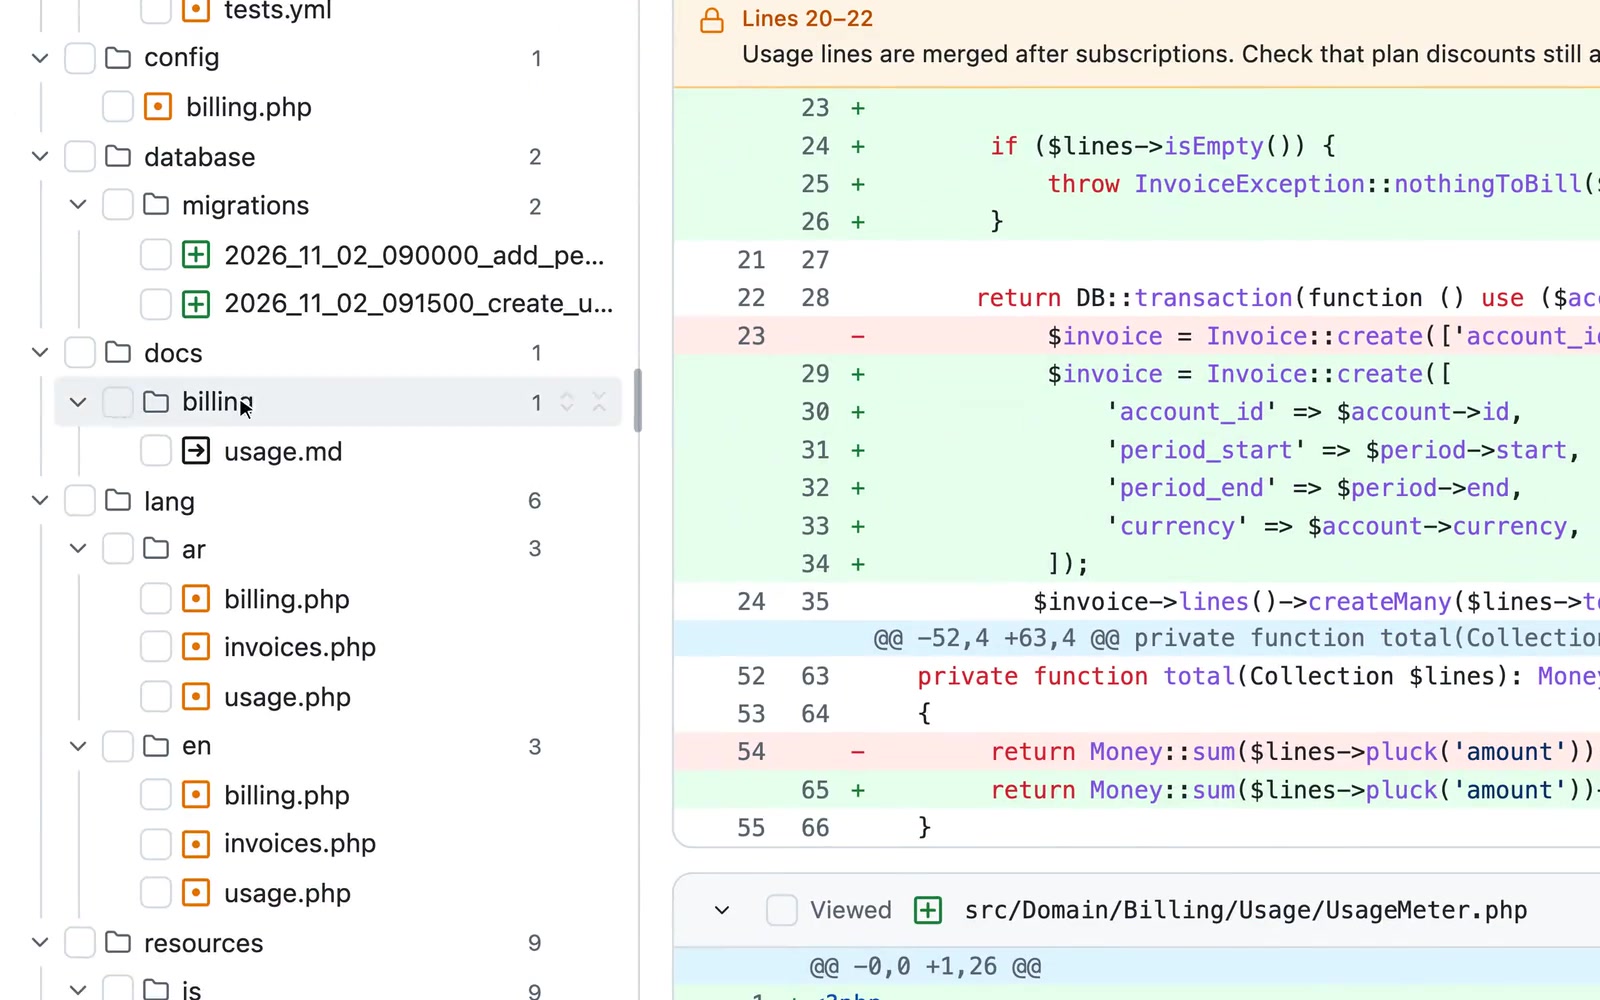 tests.yml
config 1
billing.php
database 2
migrations 2
2026_11_02_090000_add_pe...
2026_11_02_091500_create_u...
docs 1
billing 1
usage.md
lang 6
ar 3
billing.php
invoices.php
usage.php
en 3
billing.php
invoices.php
usage.php
resources 9
js 9
Lines 20–22
Usage lines are merged after subscriptions. Check that plan discounts still a
23 +
24 + if ($lines->isEmpty()) {
25 + throw InvoiceException::nothingToBill(
26 + }
21 27
22 28 return DB::transaction(function () use ($ac
23 − $invoice = Invoice::create(['account_i
29 + $invoice = Invoice::create([
30 + 'account_id' => $account->id,
31 + 'period_start' => $period->start,
32 + 'period_end' => $period->end,
33 + 'currency' => $account->currency,
34 + ]);
24 35 $invoice->lines()->createMany($lines->t
@@ -52,4 +63,4 @@ private function total(Collectio
52 63 private function total(Collection $lines): Money
53 64 {
54 − return Money::sum($lines->pluck('amount'))
65 + return Money::sum($lines->pluck('amount'))-
55 66 }
Viewed src/Domain/Billing/Usage/UsageMeter.php
@@ -0,0 +1,26 @@
1 + <?php